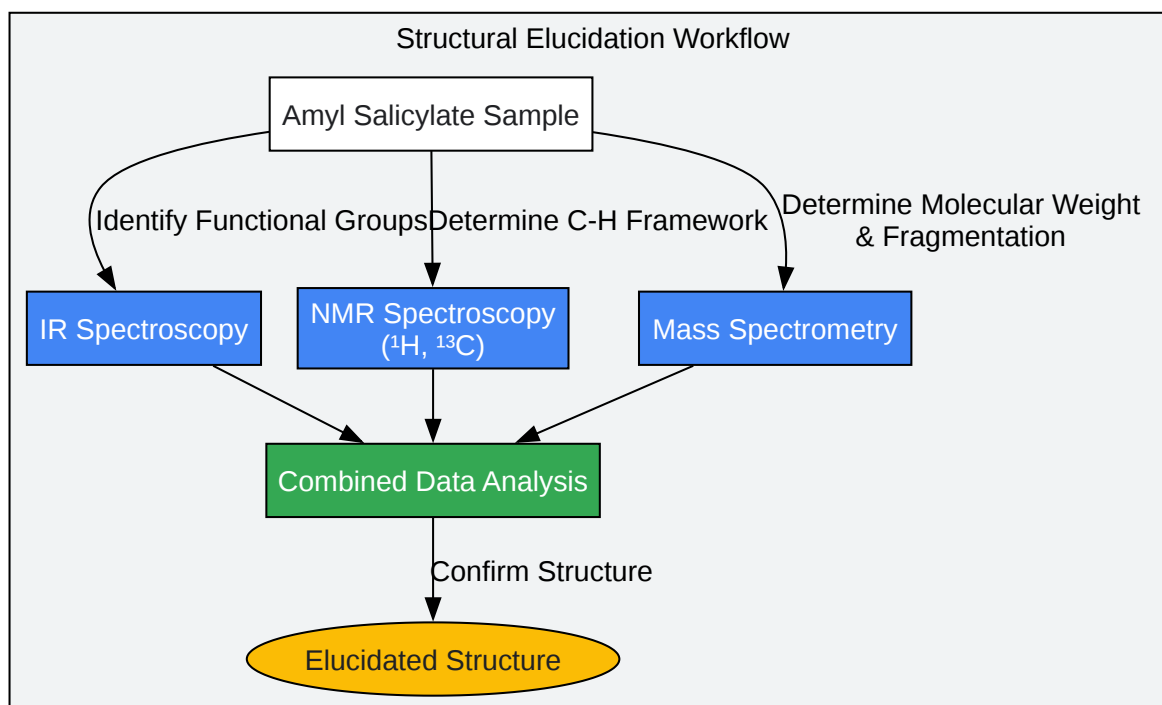 Structural Elucidation Workflow
Amyl Salicylate Sample
Identify Functional Groups
Determine C-H Framework
Determine Molecular Weight
& Fragmentation
IR Spectroscopy
NMR Spectroscopy
(¹H, ¹³C)
Mass Spectrometry
Combined Data Analysis
Confirm Structure
Elucidated Structure